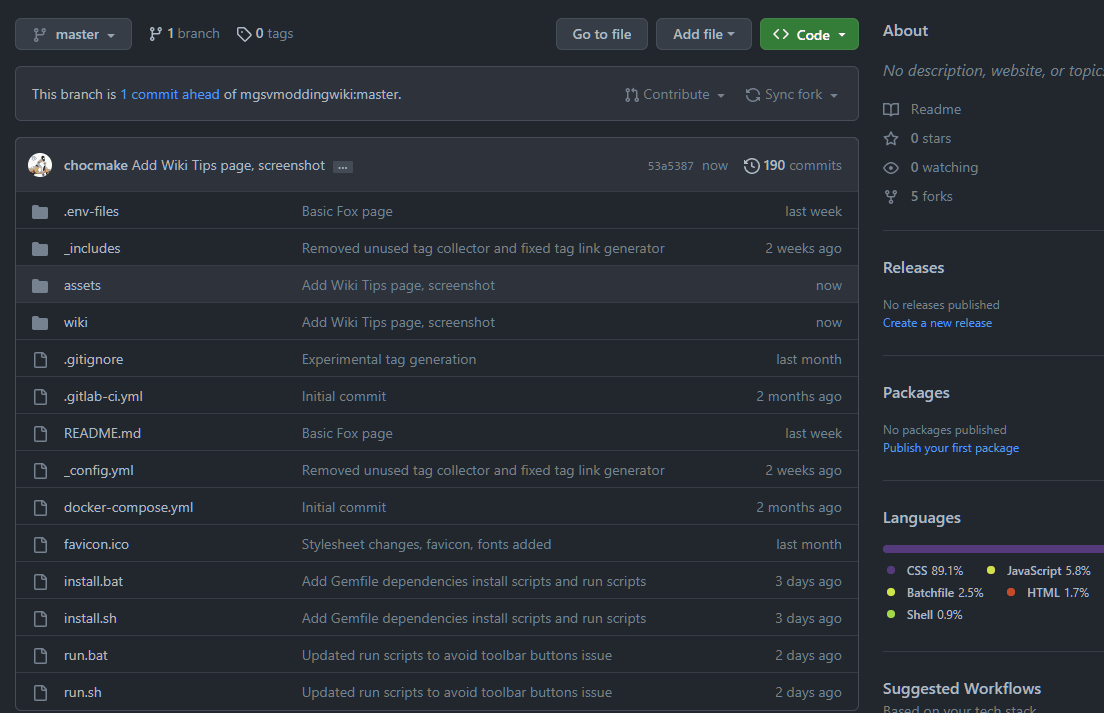 master 1 branch 0 tags Go to file Add file Code
This branch is 1 commit ahead of mgsvmoddingwiki:master. Contribute Sync fork
chocmake Add Wiki Tips page, screenshot ... 53a5387 now 190 commits
.env-files Basic Fox page last week
_includes Removed unused tag collector and fixed tag link generator 2 weeks ago
assets Add Wiki Tips page, screenshot now
wiki Add Wiki Tips page, screenshot now
.gitignore Experimental tag generation last month
.gitlab-ci.yml Initial commit 2 months ago
README.md Basic Fox page last week
_config.yml Removed unused tag collector and fixed tag link generator 2 weeks ago
docker-compose.yml Initial commit 2 months ago
favicon.ico Stylesheet changes, favicon, fonts added last month
install.bat Add Gemfile dependencies install scripts and run scripts 3 days ago
install.sh Add Gemfile dependencies install scripts and run scripts 3 days ago
run.bat Updated run scripts to avoid toolbar buttons issue 2 days ago
run.sh Updated run scripts to avoid toolbar buttons issue 2 days ago
About
No description, website, or topic
Readme
0 stars
0 watching
5 forks
Releases
No releases published
Create a new release
Packages
No packages published
Publish your first package
Languages
CSS 89.1% JavaScript 5.8%
Batchfile 2.5% HTML 1.7%
Shell 0.9%
Suggested Workflows
Based on your tech stack